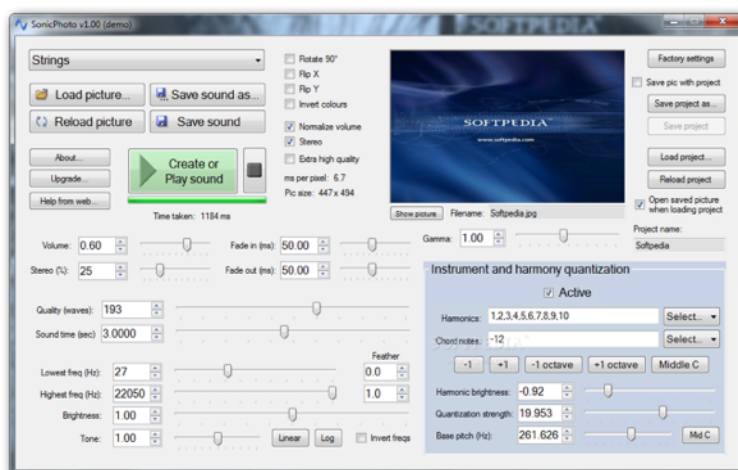 SonicPhoto v1.00 (demo)
SOFTPEDIA
Strings
Load picture...
Save sound as...
Reload picture
Save sound
About...
Upgrade...
Help from web...
Create or
Play sound
Time taken: 1184 ms
Rotate 90°
Flip X
Flip Y
Invert colours
Normalize volume
Stereo
Extra high quality
ms per pixel: 6.7
Pic size: 447 x 494
SOFTPEDIA
www.softpedia.com
Show picture
Filename: Softpedia.jpg
Factory settings
Save pic with project
Save project as...
Save project
Load project...
Reload project
Open saved picture
when loading project
Project name:
Softpedia
Volume: 0.60
Fade in (ms): 50.00
Stereo (%): 25
Fade out (ms): 50.00
Gamma: 1.00
Quality (waves): 193
Sound time (sec) 3.0000
Feather
Lowest freq (Hz): 27
0.0
Highest freq (Hz): 22050
1.0
Brightness: 1.00
Tone: 1.00
Linear
Log
Invert freqs
Instrument and harmony quantization
Active
Harmonics: 1,2,3,4,5,6,7,8,9,10
Select...
Chord notes: -12
Select...
-1
+1
-1 octave
+1 octave
Middle C
Harmonic brightness: -0.92
Quantization strength: 19.953
Base pitch (Hz): 261.626
Mid C